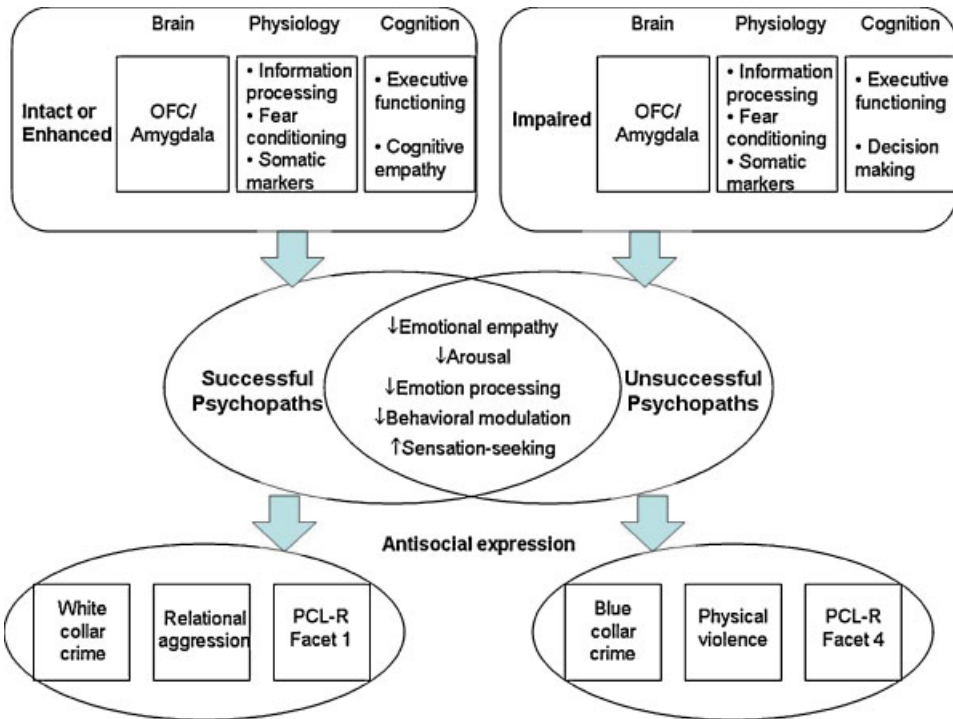 Brain Physiology Cognition
Intact or
Enhanced
OFC/
Amygdala
• Information
processing
• Fear
conditioning
• Somatic
markers
• Executive
functioning
• Cognitive
empathy
Brain Physiology Cognition
Impaired
OFC/
Amygdala
• Information
processing
• Fear
conditioning
• Somatic
markers
• Executive
functioning
• Decision
making
Successful
Psychopaths
↓Emotional empathy
↓Arousal
↓Emotion processing
↓Behavioral modulation
↑Sensation-seeking
Unsuccessful
Psychopaths
Antisocial expression
White
collar
crime
Relational
aggression
PCL-R
Facet 1
Blue
collar
crime
Physical
violence
PCL-R
Facet 4